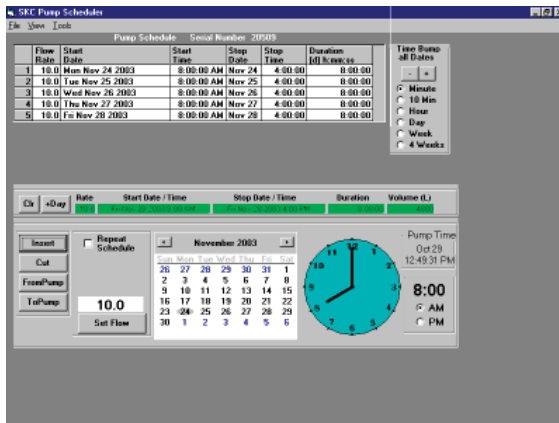 SKC Pump Scheduler
File View Tools
Pump Schedule Serial Number 20509
Flow Rate Start Date Start Time Stop Date Stop Time Duration [d] h:mm:ss
1 10.0 Mon Nov 24 2003 8:00:00 AM Nov 24 4:00:00 8:00:00
2 10.0 Tue Nov 25 2003 8:00:00 AM Nov 25 4:00:00 8:00:00
3 10.0 Wed Nov 26 2003 8:00:00 AM Nov 26 4:00:00 8:00:00
4 10.0 Thu Nov 27 2003 8:00:00 AM Nov 27 4:00:00 8:00:00
5 10.0 Fri Nov 28 2003 8:00:00 AM Nov 28 4:00:00 8:00:00
Time Bump
all Dates
- +
Minute
10 Min
Hour
Day
Week
4 Weeks
Clr +Day Rate Start Date / Time Stop Date / Time Duration Volume (L)
Insert
Cut
FromPump
ToPump
Repeat
Schedule
10.0
Set Flow
November 2003
Sun Mon Tue Wed Thu Fri Sat
26 27 28 29 30 31 1
2 3 4 5 6 7 8
9 10 11 12 13 14 15
16 17 18 19 20 21 22
23 24 25 26 27 28 29
30 1 2 3 4 5 6
12 1 2 3 4 5 6 7 8 9 10 11
Pump Time
Oct 29
12:49:31 PM
8:00
AM
PM